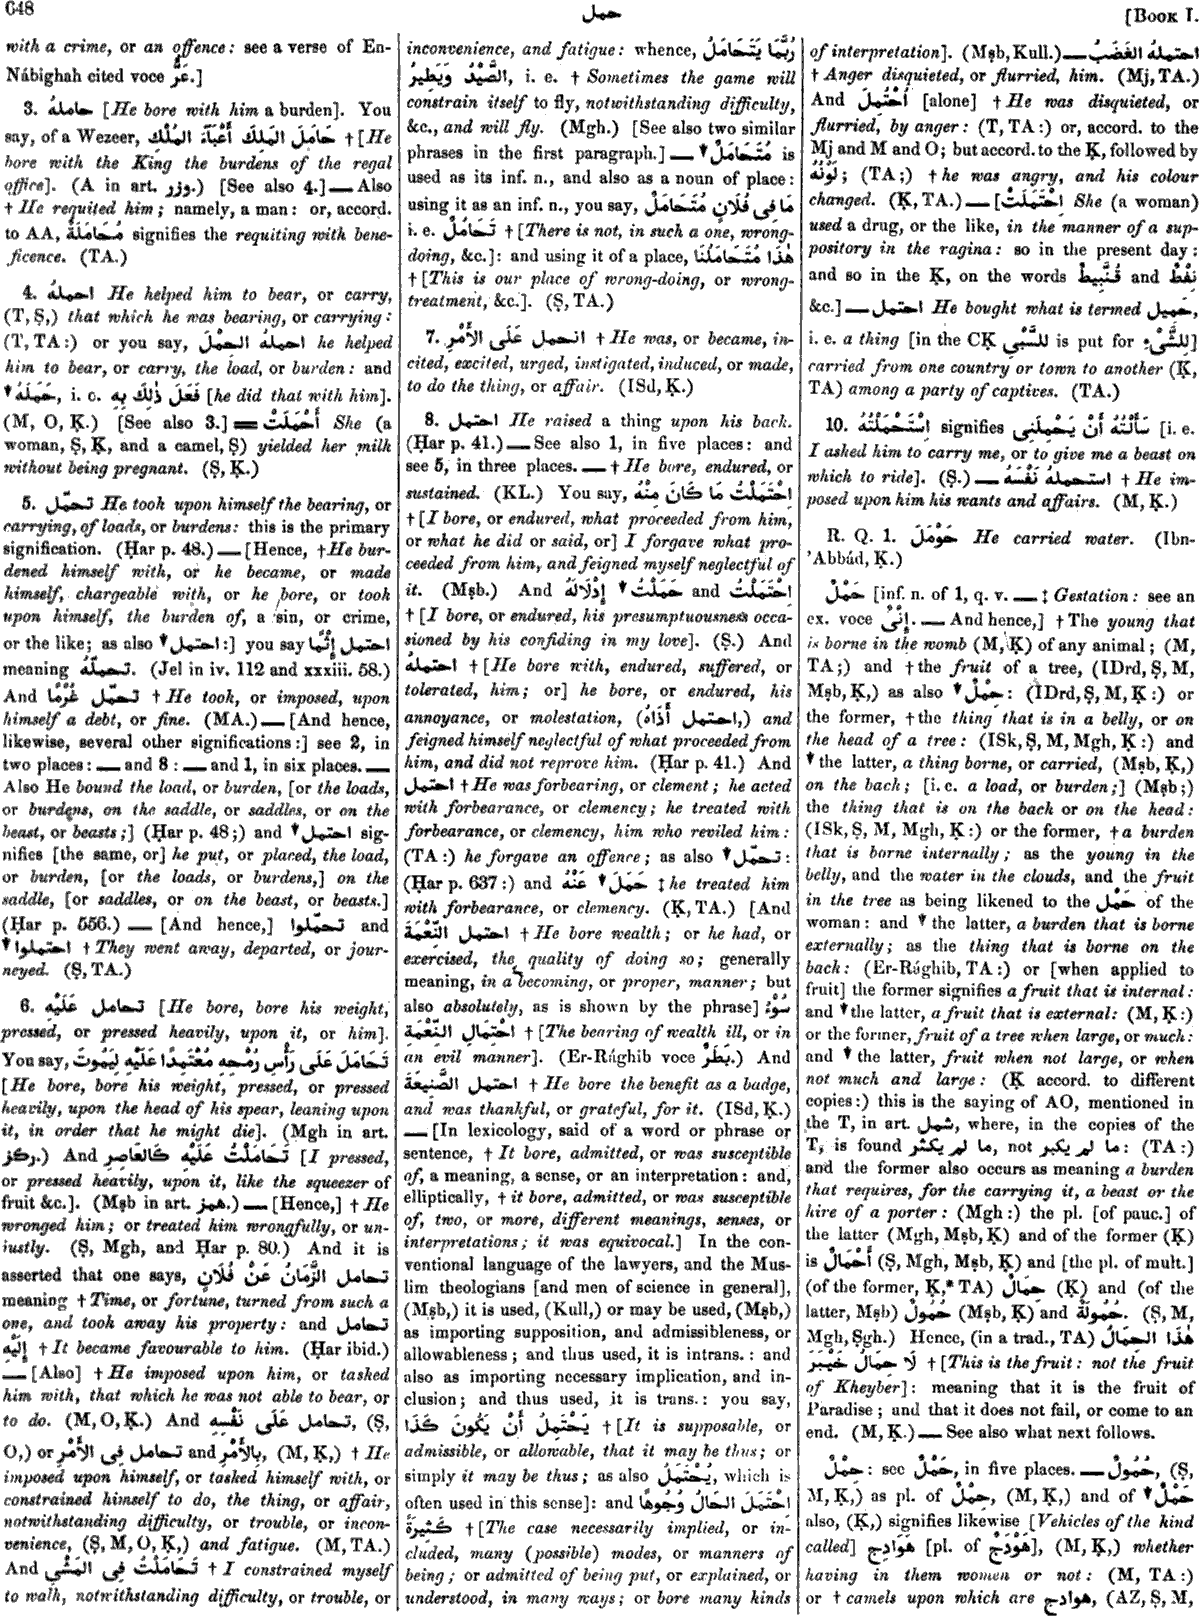 648
حمل
[Book I.
with a crime, or an offence: see a verse of En-
Nábighah cited voce عَرٌّ.]
3. حاملهُ [He bore with him a burden]. You
say, of a Wezeer, حَامَلَ المَلِكَ أَعْبَآءَ المُلْكِ † [He
bore with the King the burdens of the regal
office]. (A in art. وزر.) [See also 4.] — Also
† He requited him; namely, a man: or, accord.
to AA, مُحَامَلَةٌ signifies the requiting with bene-
ficence. (TA.)
4. احملهُ He helped him to bear, or carry,
(T, Ṣ,) that which he was bearing, or carrying:
(T, TA:) or you say, احملهُ الحِمْلَ he helped
him to bear, or carry, the load, or burden: and
▼ حَمَلَهُ, i. e. فَعَلَ ذٰلِكَ بِهِ [he did that with him].
(M, O, Ḳ.) [See also 3.] ═ أَحْمَلَتْ She (a
woman, Ṣ, Ḳ, and a camel, Ṣ) yielded her milk
without being pregnant. (Ṣ, Ḳ.)
5. تحمّل He took upon himself the bearing, or
carrying, of loads, or burdens: this is the primary
signification. (Ḥar p. 48.) — [Hence, † He bur-
dened himself with, or he became, or made
himself, chargeable with, or he bore, or took
upon himself, the burden of, a sin, or crime,
or the like; as also ▼ احتمل:] you say احتمل إِثْمًا
meaning تحمّلهُ. (Jel in iv. 112 and xxxiii. 58.)
And تحمّل غُرْمًا † He took, or imposed, upon
himself a debt, or fine. (MA.) — [And hence,
likewise, several other significations:] see 2, in
two places: — and 8: — and 1, in six places. —
Also He bound the load, or burden, [or the loads,
or burdens, on the saddle, or saddles, or on the
beast, or beasts;] (Ḥar p. 48;) and ▼ احتمل sig-
nifies [the same, or] he put, or placed, the load,
or burden, [or the loads, or burdens,] on the
saddle, [or saddles, or on the beast, or beasts.]
(Ḥar p. 556.) — [And hence,] تحمّلوا and
▼ احتملوا † They went away, departed, or jour-
neyed. (Ṣ, TA.)
6. تحامل عَلَيْهِ [He bore, bore his weight,
pressed, or pressed heavily, upon it, or him].
You say, تَحَامَلَ عَلَى رَأْسِ رُمْحِهِ مُعْتَمِدًا عَلَيْهِ لِيَمُوتَ
[He bore, bore his weight, pressed, or pressed
heavily, upon the head of his spear, leaning upon
it, in order that he might die]. (Mgh in art.
ركز.) And تَحَامَلْتُ عَلَيْهِ كَالعَاصِرِ [I pressed,
or pressed heavily, upon it, like the squeezer of
fruit &c.]. (Mṣb in art. همز.) — [Hence,] † He
wronged him; or treated him wrongfully, or un-
justly. (Ṣ, Mgh, and Ḥar p. 80.) And it is
asserted that one says, تحامل الزَّمَانُ عَنْ فُلَانٍ
meaning † Time, or fortune, turned from such a
one, and took away his property: and تحامل
إِلَيْهِ † It became favourable to him. (Ḥar ibid.)
— [Also] † He imposed upon him, or tasked
him with, that which he was not able to bear, or
to do. (M, O, Ḳ.) And تحامل عَلَى نَفْسِهِ, (Ṣ,
O,) or تحامل فِى الأَمْرِ and بِالأَمْرِ, (M, Ḳ,) † He
imposed upon himself, or tasked himself with, or
constrained himself to do, the thing, or affair,
notwithstanding difficulty, or trouble, or incon-
venience, (Ṣ, M, O, Ḳ,) and fatigue. (M, TA.)
And تَحَامَلْتُ فِى المَشْىِ † I constrained myself
to walk, notwithstanding difficulty, or trouble, or
inconvenience, and fatigue: whence, رُبَّمَا يَتَحَامَلُ
الصَّيْدُ وَيَطِيرُ, i. e. † Sometimes the game will
constrain itself to fly, notwithstanding difficulty,
&c., and will fly. (Mgh.) [See also two similar
phrases in the first paragraph.] — ▼ مُتَحَامَلٌ is
used as its inf. n., and also as a noun of place:
using it as an inf. n., you say, مَا فِى فُلَانٍ مُتَحَامَلٌ,
i. e. تَحَامُلٌ † [There is not, in such a one, wrong-
doing, &c.]: and using it of a place, هٰذَا مُتَحَامَلُنَا
† [This is our place of wrong-doing, or wrong-
treatment, &c.]. (Ṣ, TA.)
7. انحمل عَلَى الأَمْرِ † He was, or became, in-
cited, excited, urged, instigated, induced, or made,
to do the thing, or affair. (ISd, Ḳ.)
8. احتمل He raised a thing upon his back.
(Ḥar p. 41.) — See also 1, in five places: and
see 5, in three places. — † He bore, endured, or
sustained. (KL.) You say, اِحْتَمَلْتُ مَا كَانَ مِنْهُ
† [I bore, or endured, what proceeded from him,
or what he did or said, or] I forgave what pro-
ceeded from him, and feigned myself neglectful of
it. (Mṣb.) And حَمَلْتُ ▼ إِدْلَالَهُ and اِحْتَمَلْتُ
† [I bore, or endured, his presumptuousness occa-
sioned by his confiding in my love]. (Ṣ.) And
احتملهُ † [He bore with, endured, suffered, or
tolerated, him; or] he bore, or endured, his
annoyance, or molestation, (احتمل أَذَاهُ,) and
feigned himself neglectful of what proceeded from
him, and did not reprove him. (Ḥar p. 41.) And
احتمل † He was forbearing, or clement; he acted
with forbearance, or clemency; he treated with
forbearance, or clemency, him who reviled him:
(TA:) he forgave an offence; as also ▼ تحمّل:
(Ḥar p. 637:) and حَمَلَ ▼ عَنْهُ ‡ he treated him
with forbearance, or clemency. (Ḳ, TA.) [And
احتمل النِّعْمَةَ † He bore wealth; or he had, or
exercised, the quality of doing so; generally
meaning, in a becoming, or proper, manner; but
also absolutely, as is shown by the phrase] سُوْءُ
احْتِمَالِ النِّعْمَةِ † [The bearing of wealth ill, or in
an evil manner]. (Er-Rághib voce بَطَرٌ.) And
احتمل الصَّنِيعَةَ † He bore the benefit as a badge,
and was thankful, or grateful, for it. (ISd, Ḳ.)
— [In lexicology, said of a word or phrase or
sentence, † It bore, admitted, or was susceptible
of, a meaning, a sense, or an interpretation: and,
elliptically, † it bore, admitted, or was susceptible
of, two, or more, different meanings, senses, or
interpretations; it was equivocal.] In the con-
ventional language of the lawyers, and the Mus-
lim theologians [and men of science in general],
(Mṣb,) it is used, (Kull,) or may be used, (Mṣb,)
as importing supposition, and admissibleness, or
allowableness; and thus used, it is intrans.: and
also as importing necessary implication, and in-
clusion; and thus used, it is trans.: you say,
يَحْتَمِلُ أَنْ يَكُونَ كَذَا † [It is supposable, or
admissible, or allowable, that it may be thus; or
simply it may be thus; as also يُحْتَمَلُ, which is
often used in this sense]: and اِحْتَمَلَ الحَالُ وُجُوهًا
كَثِيرَةً † [The case necessarily implied, or in-
cluded, many (possible) modes, or manners of
being; or admitted of being put, or explained, or
understood, in many ways; or bore many kinds
of interpretation]. (Mṣb, Kull.) — احتملهُ الغَضَبُ
† Anger disquieted, or flurried, him. (Mj, TA.)
And اُحْتُمِلَ [alone] † He was disquieted, or
flurried, by anger: (T, TA:) or, accord. to the
Mj and M and O; but accord. to the Ḳ, followed by
لَوْنُهُ; (TA;) † he was angry, and his colour
changed. (Ḳ, TA.) — [اِحْتَمَلَتْ She (a woman)
used a drug, or the like, in the manner of a sup-
pository in the vagina: so in the present day:
and so in the Ḳ, on the words قُنَّبِيطٌ and نِفْطٌ
&c.] — احتمل He bought what is termed حَمِيل,
i. e. a thing [in the CḲ لِلسَّبْىِ is put for لِلشَّىْءِ]
carried from one country or town to another (Ḳ,
TA) among a party of captives. (TA.)
10. اِسْتَحْمَلْتُهُ signifies سَأَلْتُهُ أَنْ يَحْمِلَنِى [i. e.
I asked him to carry me, or to give me a beast on
which to ride]. (Ṣ.) — استحملهُ نَفْسَهُ † He im-
posed upon him his wants and affairs. (M, Ḳ.)
R. Q. 1. حَوْمَلَ He carried water. (Ibn-
'Abbád, Ḳ.)
حَمْلٌ [inf. n. of 1, q. v. — ‡ Gestation: see an
ex. voce إِنًى. — And hence,] † The young that
is borne in the womb (M, Ḳ) of any animal; (M,
TA;) and † the fruit of a tree, (IDrd, Ṣ, M,
Mṣb, Ḳ,) as also ▼ حِمْلٌ: (IDrd, Ṣ, M, Ḳ:) or
the former, † the thing that is in a belly, or on
the head of a tree: (ISk, Ṣ, M, Mgh, Ḳ:) and
▼ the latter, a thing borne, or carried, (Mṣb, Ḳ,)
on the back; [i. e. a load, or burden;] (Mṣb;)
the thing that is on the back or on the head:
(ISk, Ṣ, M, Mgh, Ḳ:) or the former, † a burden
that is borne internally; as the young in the
belly, and the water in the clouds, and the fruit
in the tree as being likened to the حَمْل of the
woman: and ▼ the latter, a burden that is borne
externally; as the thing that is borne on the
back: (Er-Rághib, TA:) or [when applied to
fruit] the former signifies a fruit that is internal:
and ▼ the latter, a fruit that is external: (M, Ḳ:)
or the former, fruit of a tree when large, or much:
and ▼ the latter, fruit when not large, or when
not much and large: (Ḳ accord. to different
copies:) this is the saying of AO, mentioned in
the T, in art. شمل, where, in the copies of the
T, is found ما لم يكثر, not ما لم يكبر: (TA:)
and the former also occurs as meaning a burden
that requires, for the carrying it, a beast or the
hire of a porter: (Mgh:) the pl. [of pauc.] of
the latter (Mgh, Mṣb, Ḳ) and of the former (Ḳ)
is أَحْمَالٌ (Ṣ, Mgh, Mṣb, Ḳ) and [the pl. of mult.]
(of the former, Ḳ,* TA) حِمَالٌ (Ḳ) and (of the
latter, Mṣb) حُمُولٌ (Mṣb, Ḳ) and حُمُولَةٌ. (Ṣ, M,
Mgh, Ṣgh.) Hence, (in a trad., TA) هٰذَا الحِمَالُ
لَا حِمَالُ خَيْبَرَ † [This is the fruit: not the fruit
of Kheyber]: meaning that it is the fruit of
Paradise; and that it does not fail, or come to an
end. (M, Ḳ.) — See also what next follows.
حِمْلٌ: see حَمْلٌ, in five places. — حُمُولٌ, (Ṣ,
M, Ḳ,) as pl. of حِمْلٌ, (M, Ḳ,) and of ▼ حَمْلٌ
also, (Ḳ,) signifies likewise [Vehicles of the kind
called] هَوَادِج [pl. of هَوْدَجٌ], (M, Ḳ,) whether
having in them women or not: (M, TA:)
or † camels upon which are هوادج, (AZ, Ṣ, M,